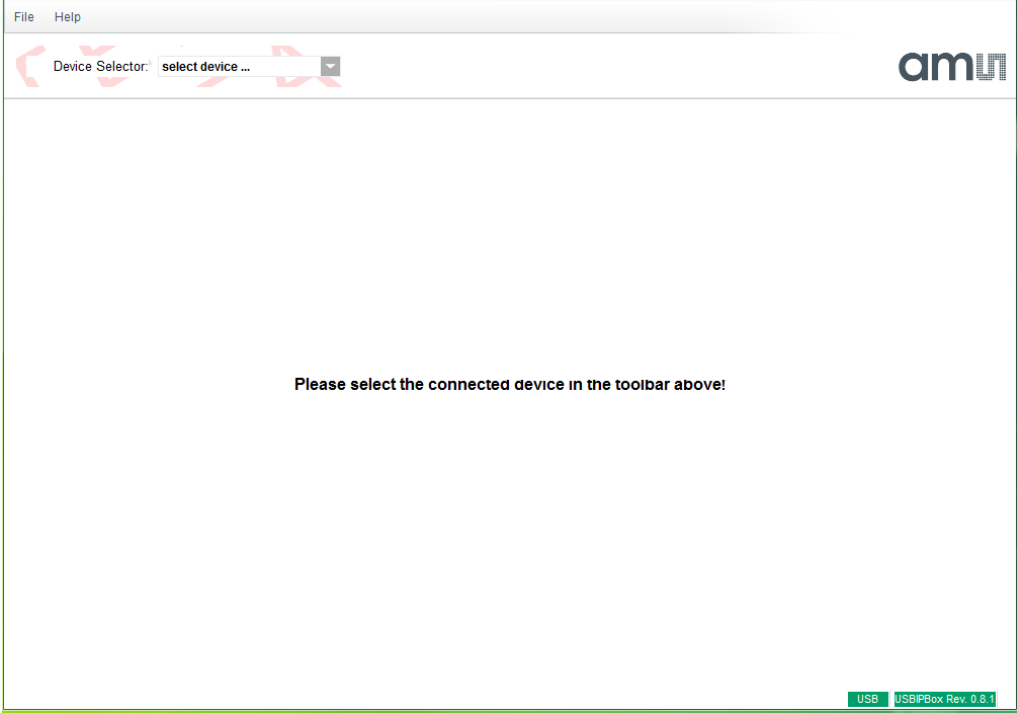 File Help
Device Selector: select device ...
amu
Please select the connected device in the toolbar above!
USB USBIPBox Rev. 0.8.1